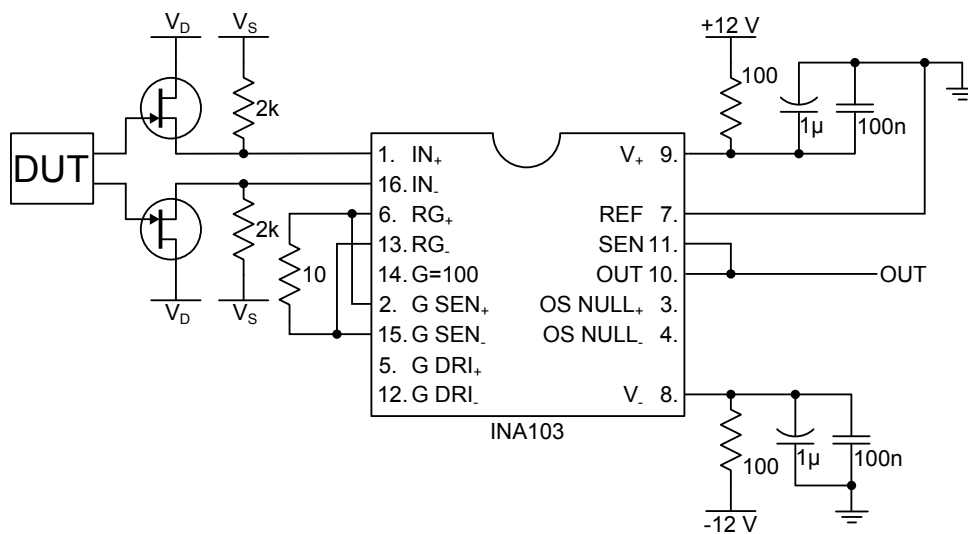 V_D V_S +12 V
100
2k 1µ 100n
DUT
1. IN₊ V₊ 9.
16. IN₋
6. RG₊ REF 7.
2k
13. RG₋ SEN 11.
10
14. G=100 OUT 10. OUT
2. G SEN₊ OS NULL₊ 3.
V_D V_S
15. G SEN₋ OS NULL₋ 4.
5. G DRI₊
12. G DRI₋ V₋ 8.
INA103
100 1µ 100n
-12 V